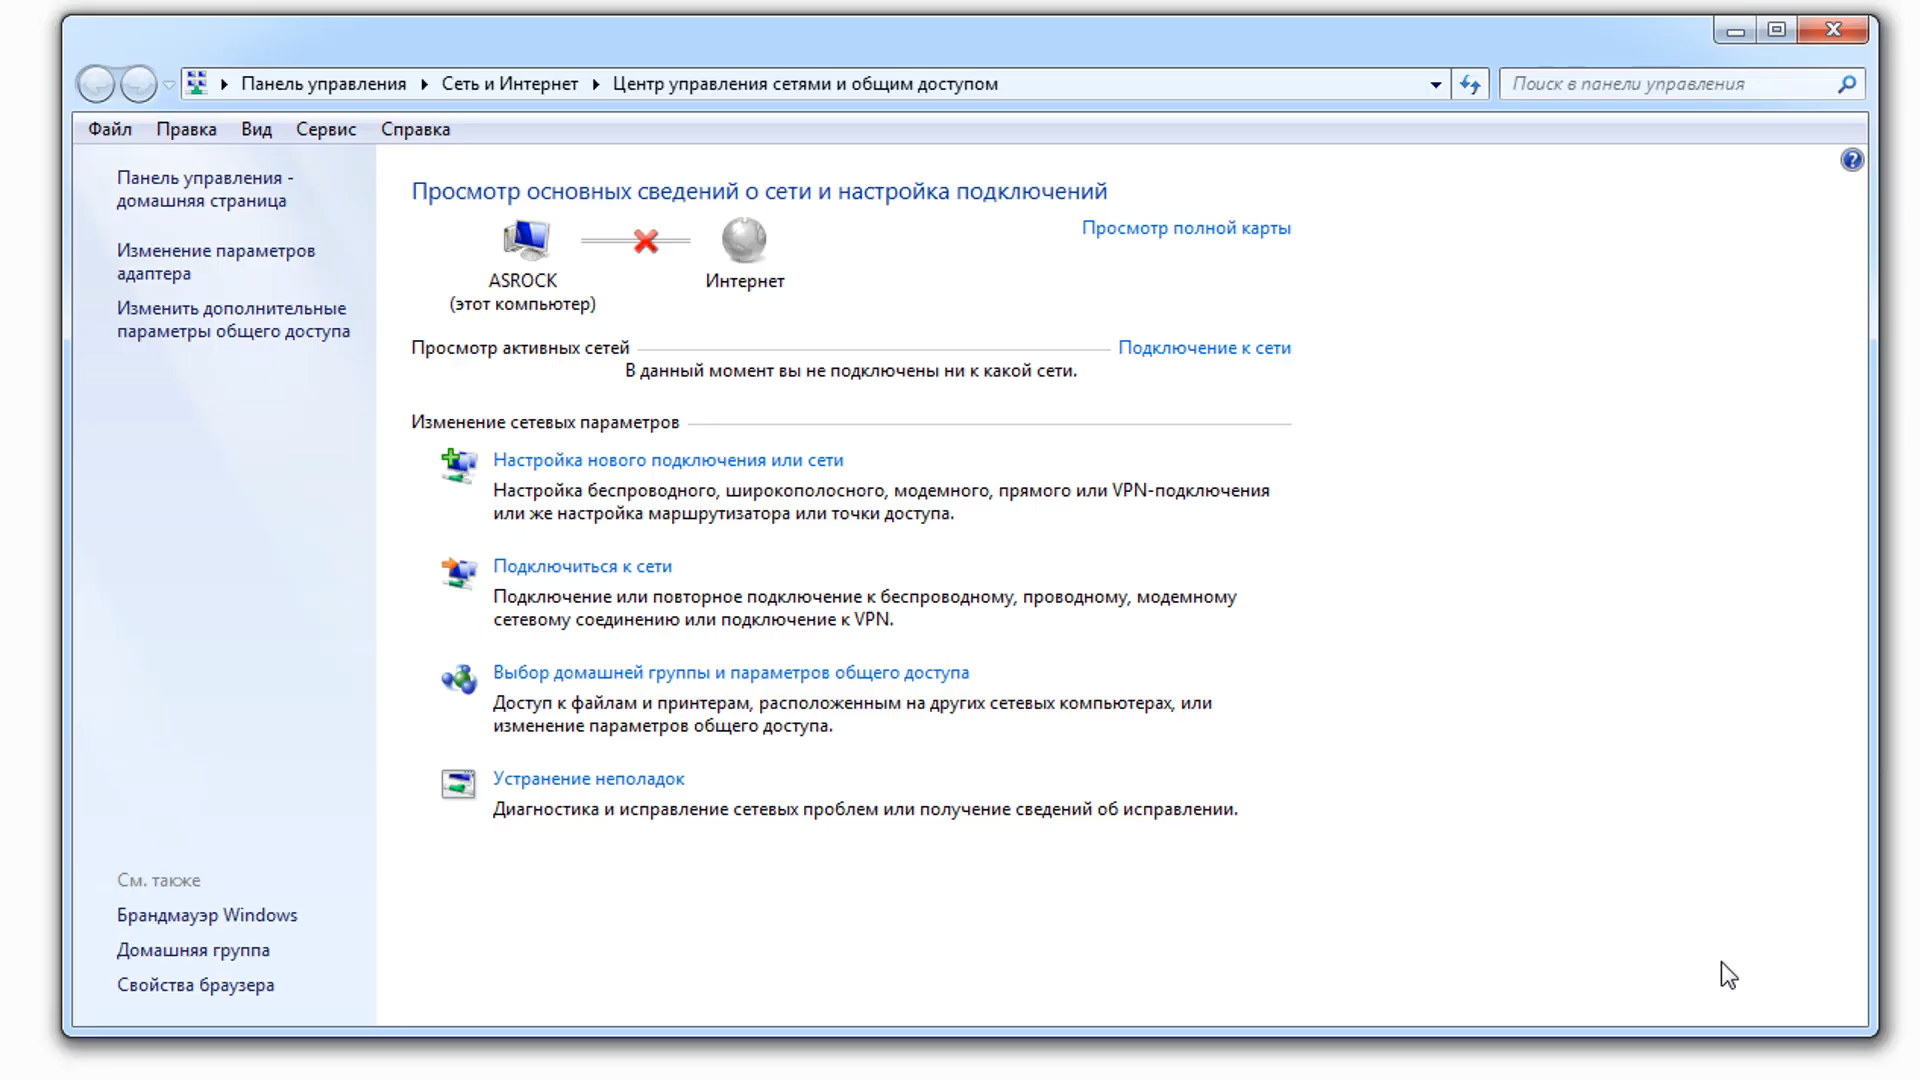 Панель управления
Сеть и Интернет
Центр управления сетями и общим доступом
Поиск в панели управления
Файл Правка Вид Сервис Справка
Панель управления -
домашняя страница
Изменение параметров
адаптера
Изменить дополнительные
параметры общего доступа
Просмотр основных сведений о сети и настройка подключений
Просмотр полной карты
ASROCK
(этот компьютер)
Интернет
Просмотр активных сетей
Подключение к сети
В данный момент вы не подключены ни к какой сети.
Изменение сетевых параметров
Настройка нового подключения или сети
Настройка беспроводного, широкополосного, модемного, прямого или VPN-подключения
или же настройка маршрутизатора или точки доступа.
Подключиться к сети
Подключение или повторное подключение к беспроводному, проводному, модемному
сетевому соединению или подключение к VPN.
Выбор домашней группы и параметров общего доступа
Доступ к файлам и принтерам, расположенным на других сетевых компьютерах, или
изменение параметров общего доступа.
Устранение неполадок
Диагностика и исправление сетевых проблем или получение сведений об исправлении.
См. также
Брандмауэр Windows
Домашняя группа
Свойства браузера